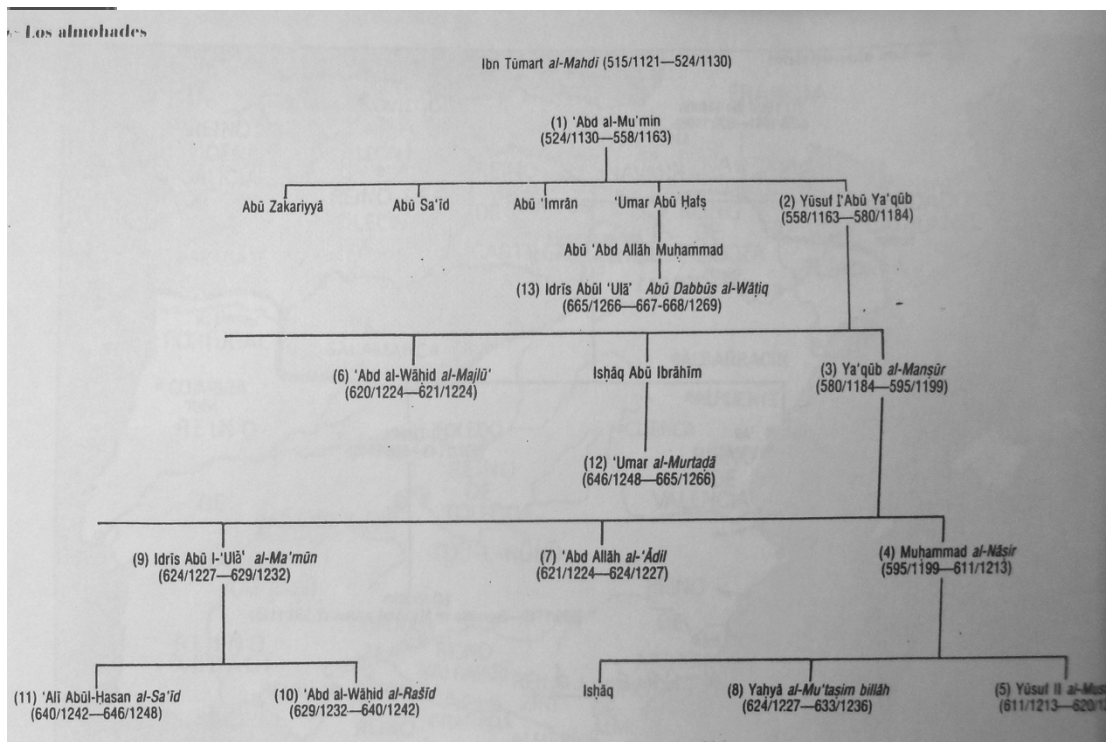 Los almohades
Ibn Tūmart al-Mahdī (515/1121—524/1130)
(1) 'Abd al-Mu'min
(524/1130—558/1163)
Abū Zakariyyâ Abū Sa'īd Abū 'Imrân 'Umar Abū Ḥafṣ (2) Yūsuf I'Abū Ya'qūb
(558/1163—580/1184)
Abū 'Abd Allāh Muḥammad
(13) Idrīs Abūl 'Ulā' Abū Dabbūs al-Wāṯiq
(665/1266—667-668/1269)
(6) 'Abd al-Wāḥid al-Majlū' Isḥāq Abū Ibrāhīm (3) Ya'qūb al-Manṣūr
(620/1224—621/1224) (580/1184—595/1199)
(12) 'Umar al-Murtaḍā
(646/1248—665/1266)
(9) Idrīs Abū l-'Ulā' al-Ma'mūn (7) 'Abd Allāh al-'Ādil (4) Muḥammad al-Nāṣir
(624/1227—629/1232) (621/1224—624/1227) (595/1199—611/1213)
(11) 'Alī Abūl-Ḥasan al-Sa'īd (10) 'Abd al-Wāḥid al-Rašīd Isḥāq (8) Yaḥyâ al-Mu'taṣim billāh (5) Yūsuf II
(640/1242—646/1248) (629/1232—640/1242) (624/1227—633/1236) (611/1213—620/